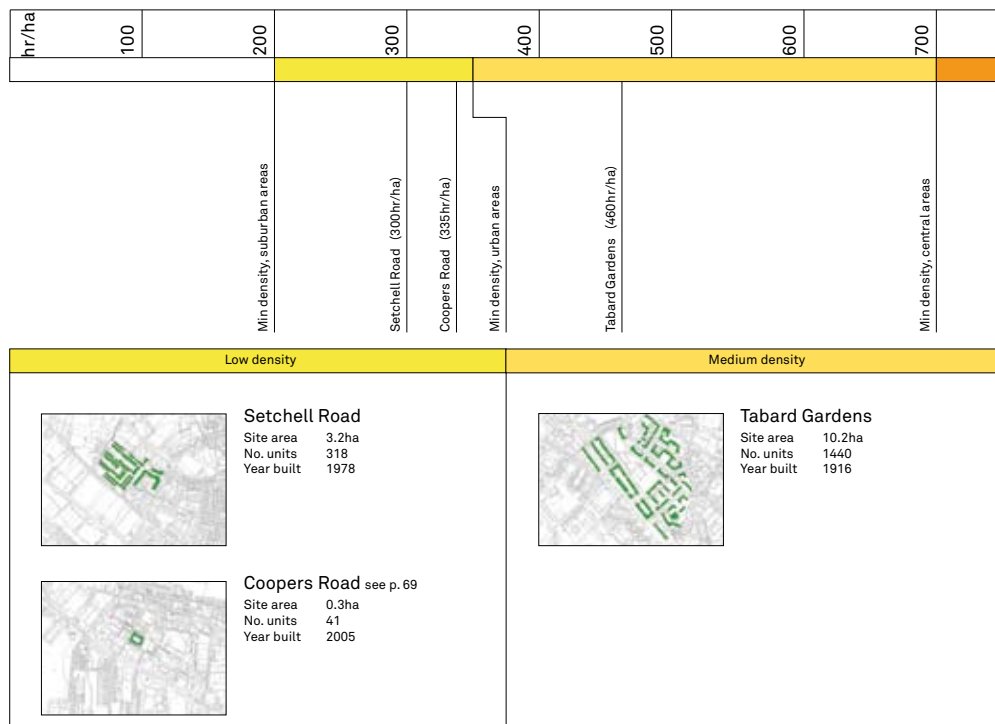 hr/ha
100
200
300
400
500
600
700
Min density, suburban areas
Setchell Road (300hr/ha)
Coopers Road (335hr/ha)
Min density, urban areas
Tabard Gardens (460hr/ha)
Min density, central areas
Low density
Medium density
Setchell Road
Site area 3.2ha
No. units 318
Year built 1978
Coopers Road see p. 69
Site area 0.3ha
No. units 41
Year built 2005
Tabard Gardens
Site area 10.2ha
No. units 1440
Year built 1916